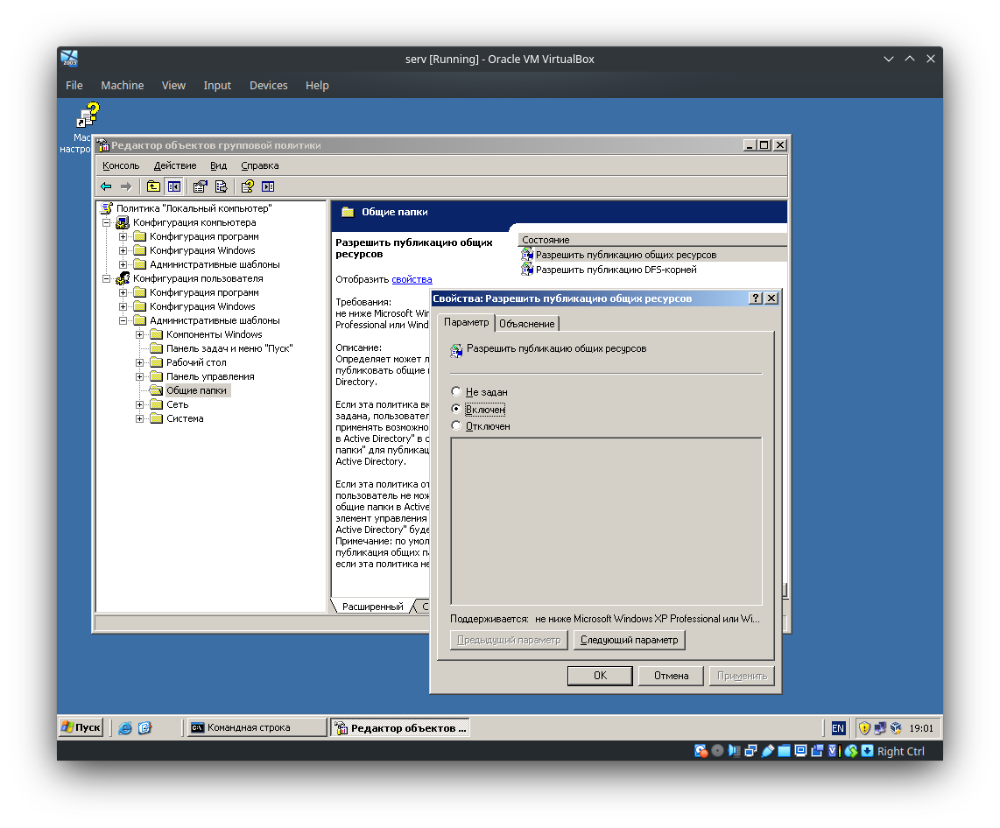 serv [Running] - Oracle VM VirtualBox
File Machine View Input Devices Help
2003
Мас
настро
Редактор объектов групповой политики
Консоль Действие Вид Справка
Политика "Локальный компьютер"
Конфигурация компьютера
Конфигурация программ
Конфигурация Windows
Административные шаблоны
Конфигурация пользователя
Конфигурация программ
Конфигурация Windows
Административные шаблоны
Компоненты Windows
Панель задач и меню "Пуск"
Рабочий стол
Панель управления
Общие папки
Сеть
Система
Общие папки
Разрешить публикацию общих
ресурсов
Отобразить свойства
Требования:
не ниже Microsoft Wir
Professional или Wind
Описание:
Определяет может л
публиковать общие
Directory.
Если эта политика вк
задана, пользовател
применять возможно
в Active Directory" в с
папки" для публикац
Active Directory.
Если эта политика от
пользователь не мож
общие папки в Active
элемент управления
Active Directory" буде
Примечание: по умол
публикация общих п
если эта политика не
Состояние
Разрешить публикацию общих ресурсов
Разрешить публикацию DFS-корней
Расширенный С
Свойства: Разрешить публикацию общих ресурсов
Параметр Объяснение
Разрешить публикацию общих ресурсов
Не задан
Включен
Отключен
Поддерживается: не ниже Microsoft Windows XP Professional или Wi...
Предыдущий параметр Следующий параметр
OK Отмена Применить
Пуск Командная строка Редактор объектов ... EN 19:01
Right Ctrl